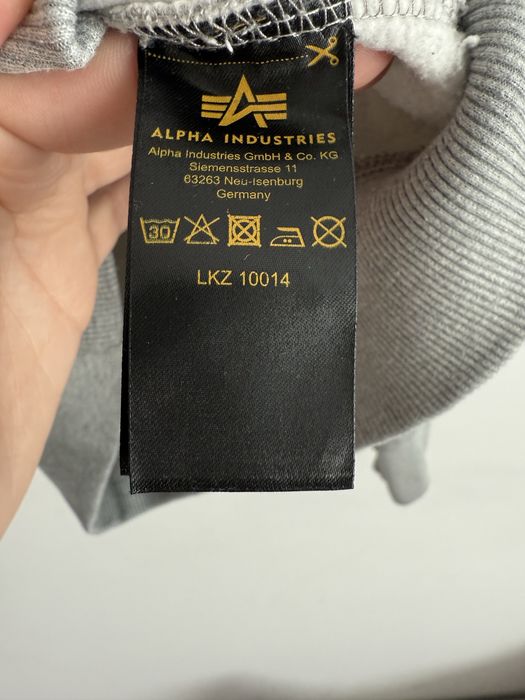 ALPHA INDUSTRIES
Alpha Industries GmbH & Co. KG
Siemensstrasse 11
63263 Neu-Isenburg
Germany
30
LKZ 10014